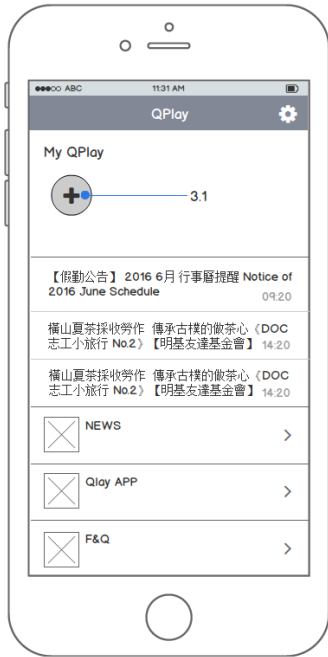 ABC 11:31 AM
QPlay
My QPlay
3.1
【假勤公告】 2016 6月 行事曆提醒 Notice of
2016 June Schedule
09:20
橫山夏茶採收勞作 傳承古樸的做茶心《DOC
志工小旅行 No.2》【明基友達基金會】 14:20
橫山夏茶採收勞作 傳承古樸的做茶心《DOC
志工小旅行 No.2》【明基友達基金會】 14:20
NEWS
Qlay APP
F&Q